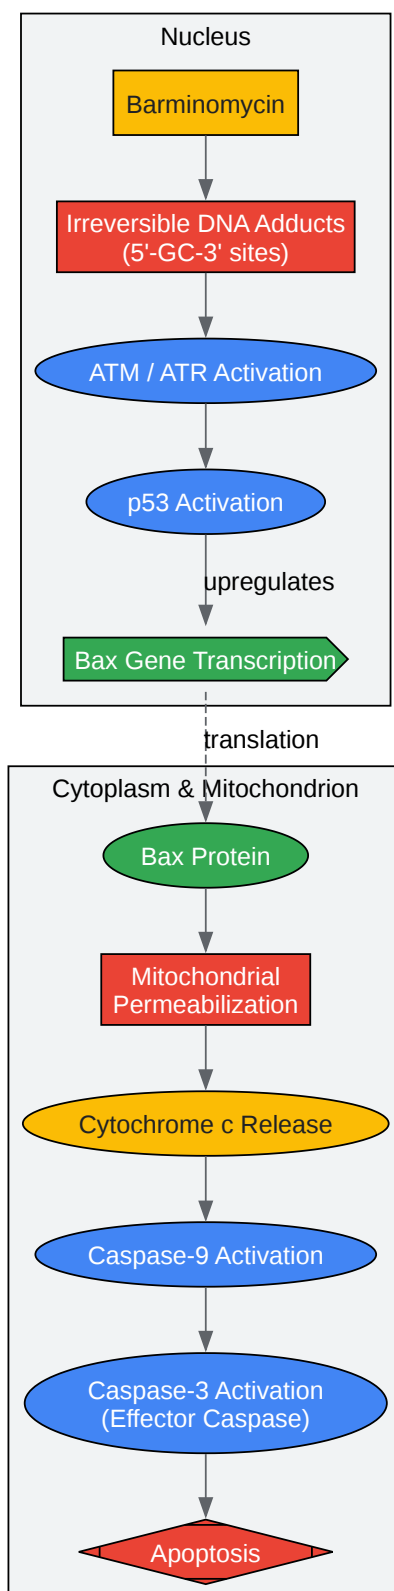 Nucleus
Barminomycin
Irreversible DNA Adducts
(5'-GC-3' sites)
ATM / ATR Activation
p53 Activation
upregulates
Bax Gene Transcription
translation
Cytoplasm & Mitochondrion
Bax Protein
Mitochondrial
Permeabilization
Cytochrome c Release
Caspase-9 Activation
Caspase-3 Activation
(Effector Caspase)
Apoptosis